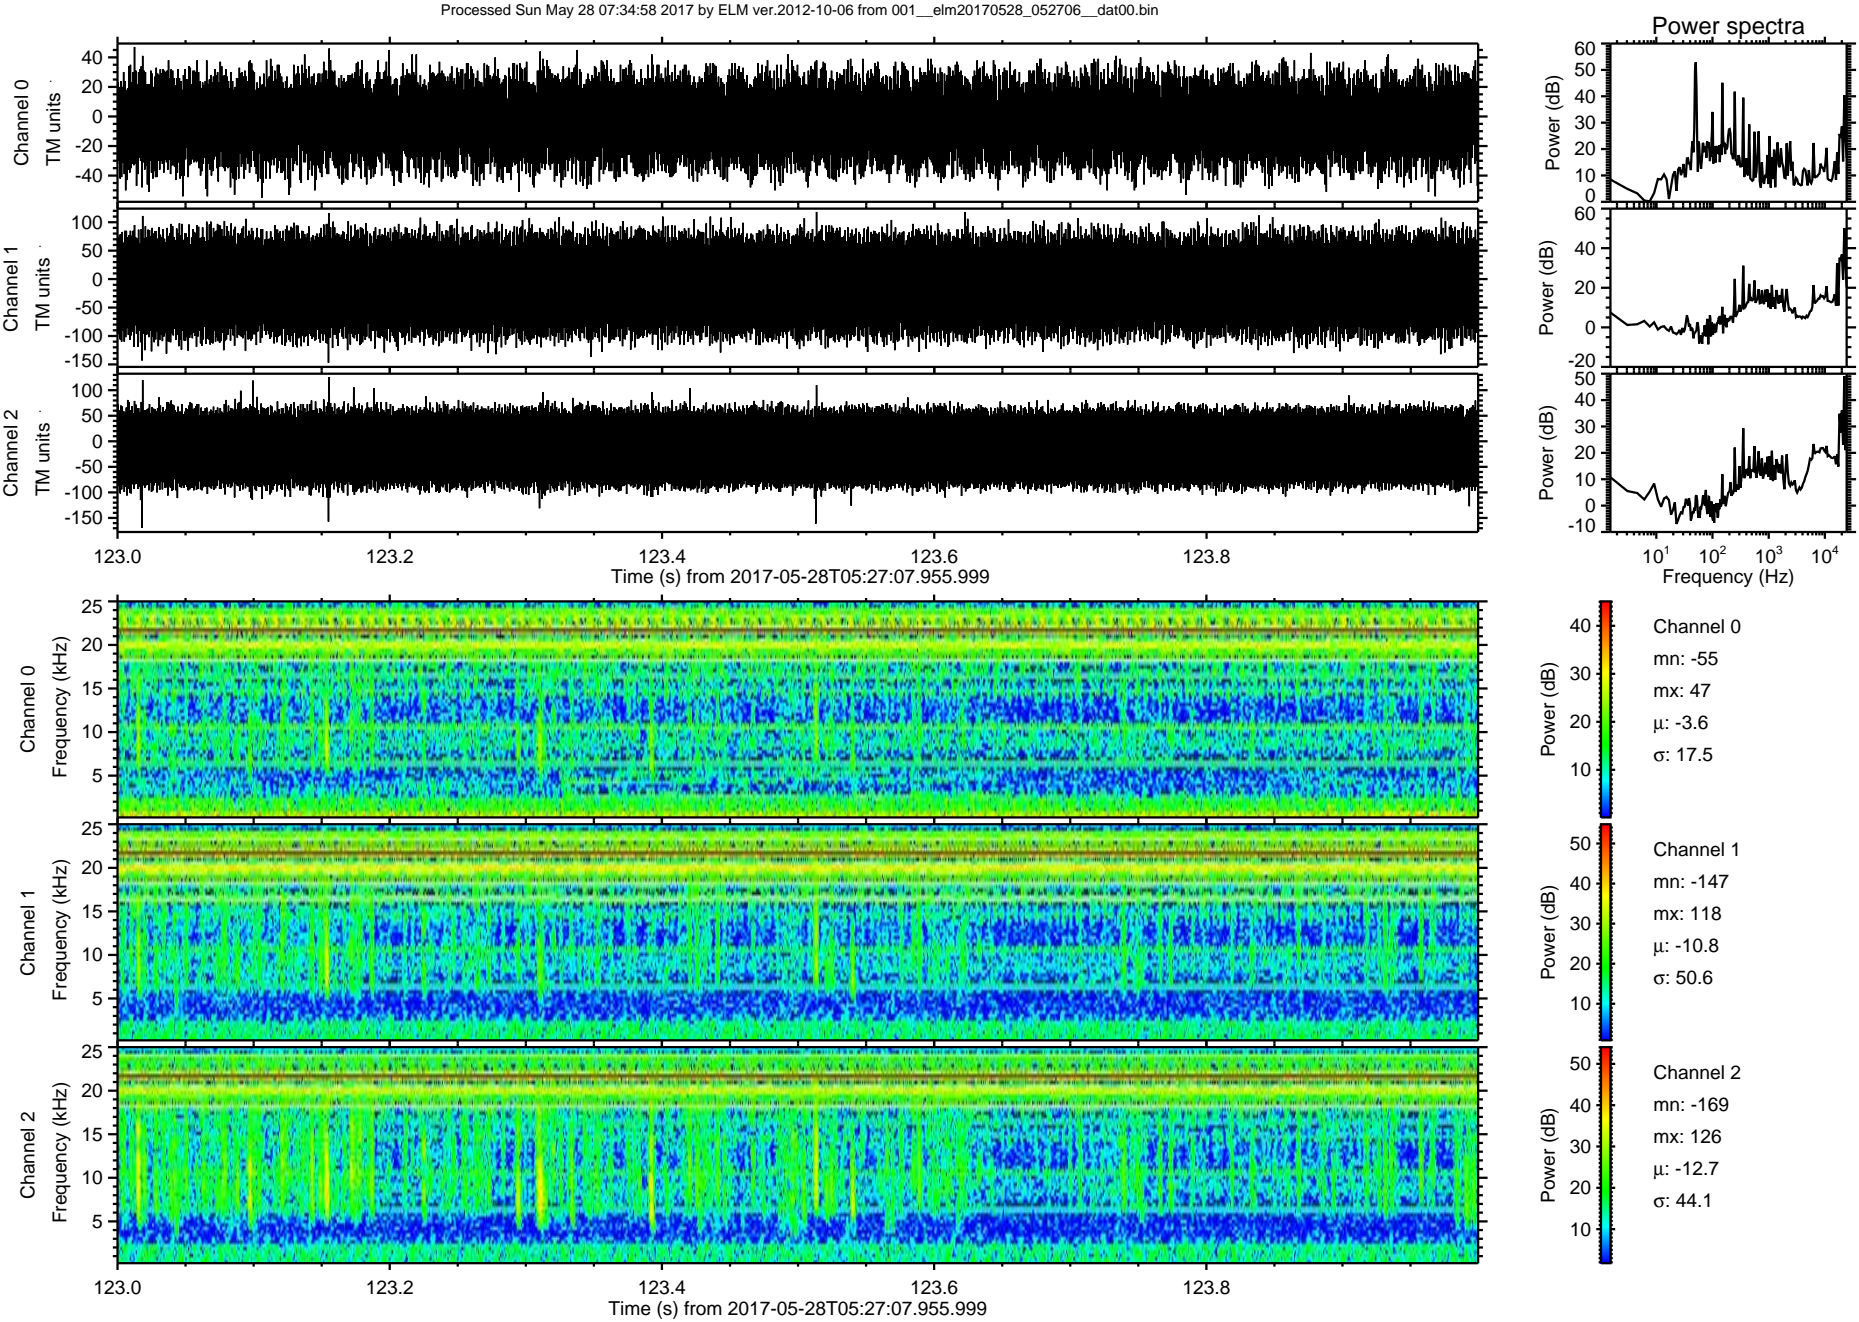 Processed Sun May 28 07:34:58 2017 by ELM ver.2012-10-06 from 001__elm20170528_052706__dat00.bin
Power spectra
Channel 0
TM units
40
20
0
-20
-40
Power (dB)
60
50
40
30
20
10
0
Channel 1
TM units
100
50
0
-50
-100
-150
Power (dB)
60
40
20
0
-20
Channel 2
TM units
100
50
0
-50
-100
-150
Power (dB)
50
40
30
20
10
0
-10
123.0 123.2 123.4 123.6 123.8
Time (s) from 2017-05-28T05:27:07.955.999
10^1 10^2 10^3 10^4
Frequency (Hz)
Channel 0
Frequency (kHz)
25
20
15
10
5
Power (dB)
40
30
20
10
Channel 0
mn: -55
mx: 47
μ: -3.6
σ: 17.5
Channel 1
Frequency (kHz)
25
20
15
10
5
Power (dB)
50
40
30
20
10
Channel 1
mn: -147
mx: 118
μ: -10.8
σ: 50.6
Channel 2
Frequency (kHz)
25
20
15
10
5
Power (dB)
50
40
30
20
10
Channel 2
mn: -169
mx: 126
μ: -12.7
σ: 44.1
123.0 123.2 123.4 123.6 123.8
Time (s) from 2017-05-28T05:27:07.955.999